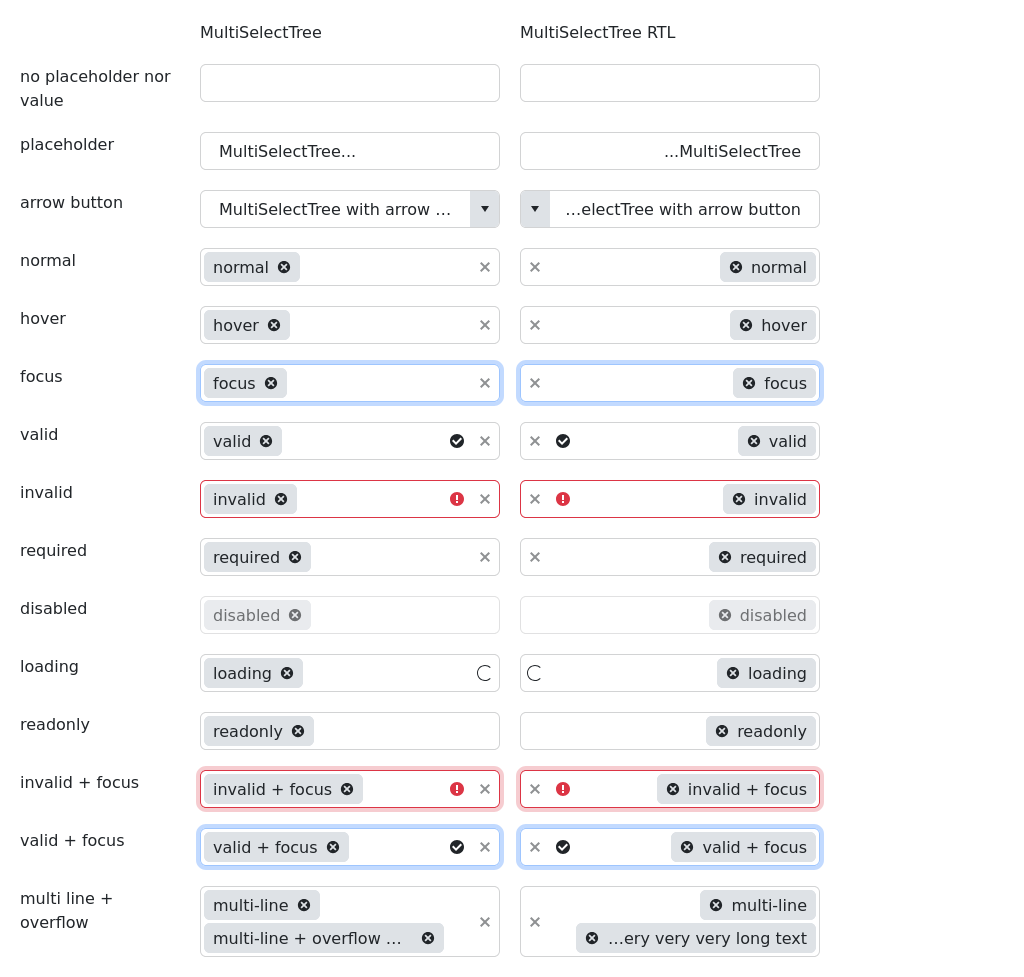 MultiSelectTree MultiSelectTree RTL
no placeholder nor
value
placeholder MultiSelectTree... ...MultiSelectTree
arrow button MultiSelectTree with arrow ... ...electTree with arrow button
normal normal normal
hover hover hover
focus focus focus
valid valid valid
invalid invalid invalid
required required required
disabled disabled disabled
loading loading loading
readonly readonly readonly
invalid + focus invalid + focus invalid + focus
valid + focus valid + focus valid + focus
multi line + multi-line multi-line
overflow multi-line + overflow ... ...ery very very long text